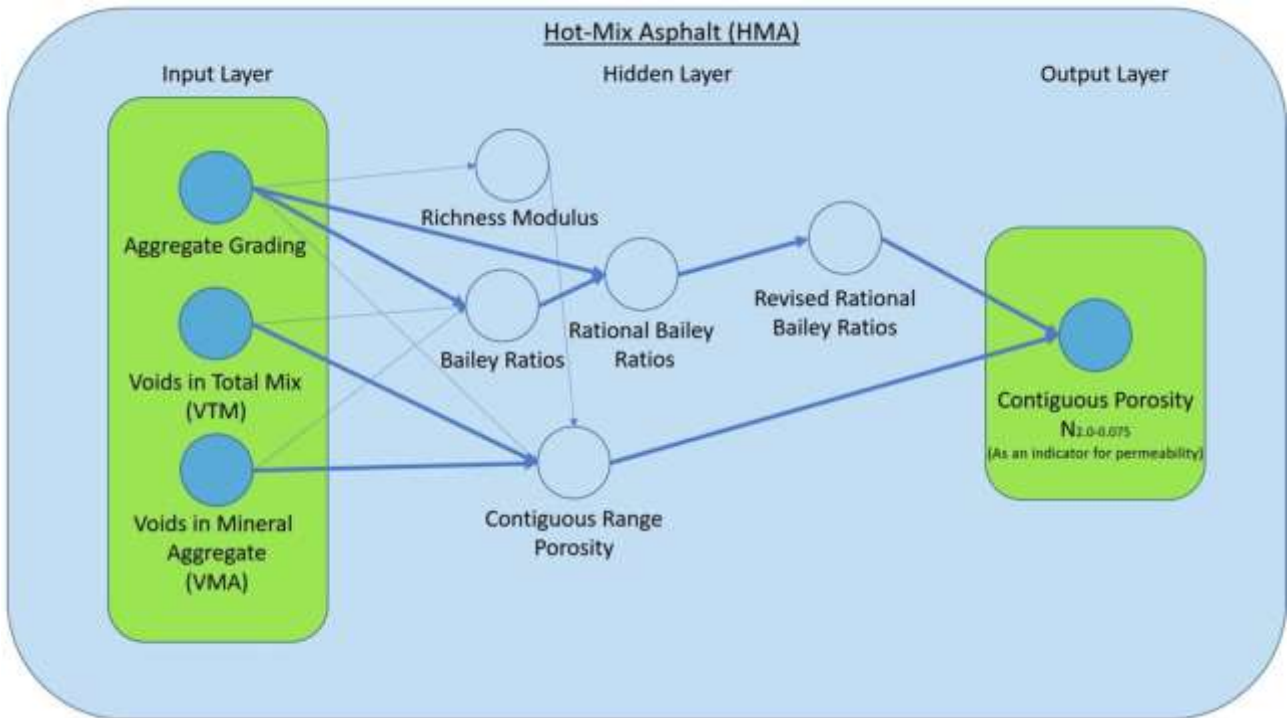 Hot-Mix Asphalt (HMA)
Input Layer
Hidden Layer
Output Layer
Aggregate Grading
Voids in Total Mix
(VTM)
Voids in Mineral
Aggregate
(VMA)
Richness Modulus
Bailey Ratios
Rational Bailey
Ratios
Revised Rational
Bailey Ratios
Contiguous Range
Porosity
Contiguous Porosity
N2.0-0.075
(As an indicator for permeability)